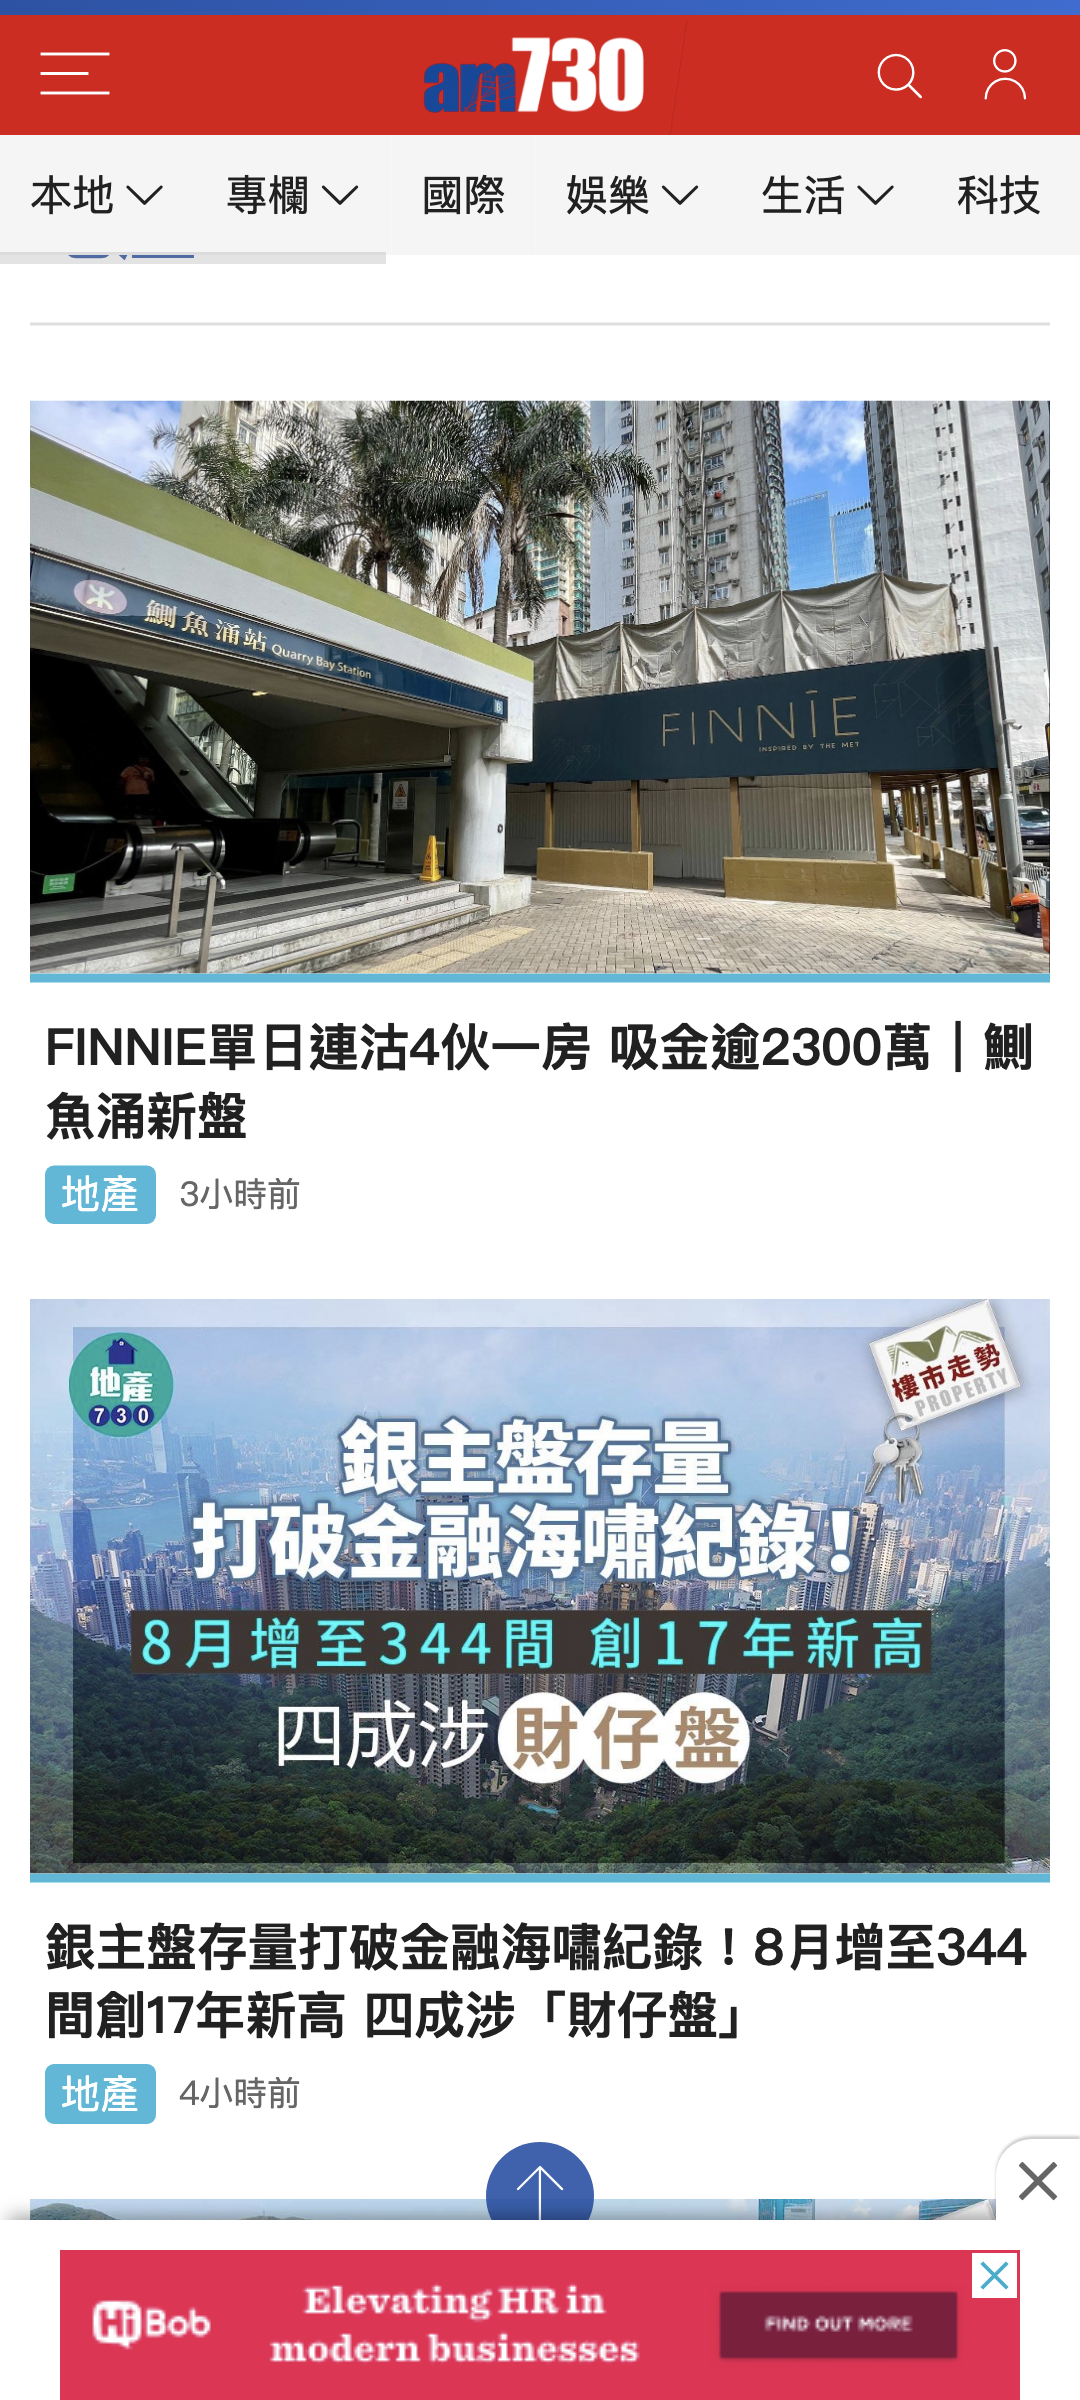 am730
本地
專欄
國際
娛樂
生活
科技
鰂魚涌站 Quarry Bay Station
FINNIE
INSPIRED BY THE MET
FINNIE單日連沽4伙一房 吸金逾2300萬｜鰂
魚涌新盤
地產
3小時前
地產
730
樓市走勢
PROPERTY
銀主盤存量
打破金融海嘯紀錄！
8月增至344間 創17年新高
四成涉財仔盤
銀主盤存量打破金融海嘯紀錄！8月增至344
間創17年新高 四成涉「財仔盤」
地產
4小時前
HiBob
Elevating HR in
modern businesses
FIND OUT MORE